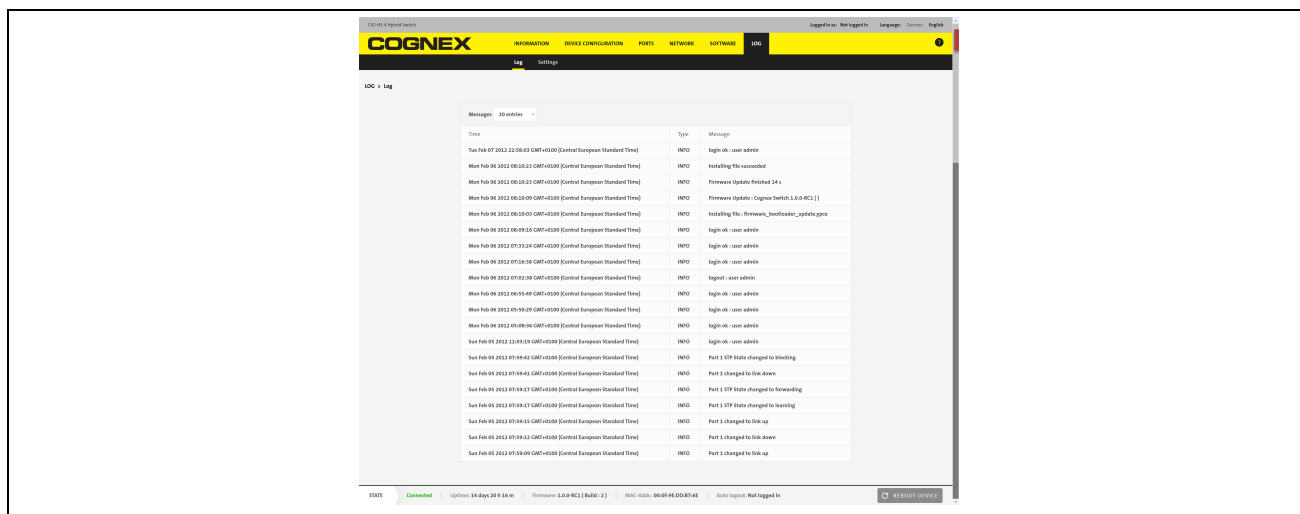 CIO-HS-4 Hybrid Switch Logged in as: Not logged in Language: German English
COGNEX INFORMATION DEVICE CONFIGURATION PORTS NETWORK SOFTWARE LOG ?
Log Settings
LOG > Log
Messages 20 entries
Time Type Message
Tue Feb 07 2012 22:58:03 GMT+0100 (Central European Standard Time) INFO login ok : user admin
Mon Feb 06 2012 08:10:23 GMT+0100 (Central European Standard Time) INFO Installing file succeeded
Mon Feb 06 2012 08:10:23 GMT+0100 (Central European Standard Time) INFO Firmware Update finished 14 s
Mon Feb 06 2012 08:10:09 GMT+0100 (Central European Standard Time) INFO Firmware Update : Cognex Switch 1.0.0-RC1 ( )
Mon Feb 06 2012 08:10:03 GMT+0100 (Central European Standard Time) INFO Installing file : firmware_bootloader_update.ypco
Mon Feb 06 2012 08:09:16 GMT+0100 (Central European Standard Time) INFO login ok : user admin
Mon Feb 06 2012 07:33:24 GMT+0100 (Central European Standard Time) INFO login ok : user admin
Mon Feb 06 2012 07:16:38 GMT+0100 (Central European Standard Time) INFO login ok : user admin
Mon Feb 06 2012 07:02:38 GMT+0100 (Central European Standard Time) INFO logout : user admin
Mon Feb 06 2012 06:55:49 GMT+0100 (Central European Standard Time) INFO login ok : user admin
Mon Feb 06 2012 05:50:29 GMT+0100 (Central European Standard Time) INFO login ok : user admin
Mon Feb 06 2012 05:08:36 GMT+0100 (Central European Standard Time) INFO login ok : user admin
Sun Feb 05 2012 11:03:19 GMT+0100 (Central European Standard Time) INFO login ok : user admin
Sun Feb 05 2012 07:59:42 GMT+0100 (Central European Standard Time) INFO Port 1 STP State changed to blocking
Sun Feb 05 2012 07:59:41 GMT+0100 (Central European Standard Time) INFO Port 1 changed to link down
Sun Feb 05 2012 07:59:17 GMT+0100 (Central European Standard Time) INFO Port 1 STP State changed to forwarding
Sun Feb 05 2012 07:59:17 GMT+0100 (Central European Standard Time) INFO Port 1 STP State changed to learning
Sun Feb 05 2012 07:59:15 GMT+0100 (Central European Standard Time) INFO Port 1 changed to link up
Sun Feb 05 2012 07:59:12 GMT+0100 (Central European Standard Time) INFO Port 1 changed to link down
Sun Feb 05 2012 07:59:09 GMT+0100 (Central European Standard Time) INFO Port 1 changed to link up
STATE Connected Uptime: 14 days 20 h 16 m Firmware: 1.0.0-RC1 ( Build : 2 ) MAC-Addr.: 00:0F:9E:DD:B7:6E Auto logout: Not logged in REBOOT DEVICE